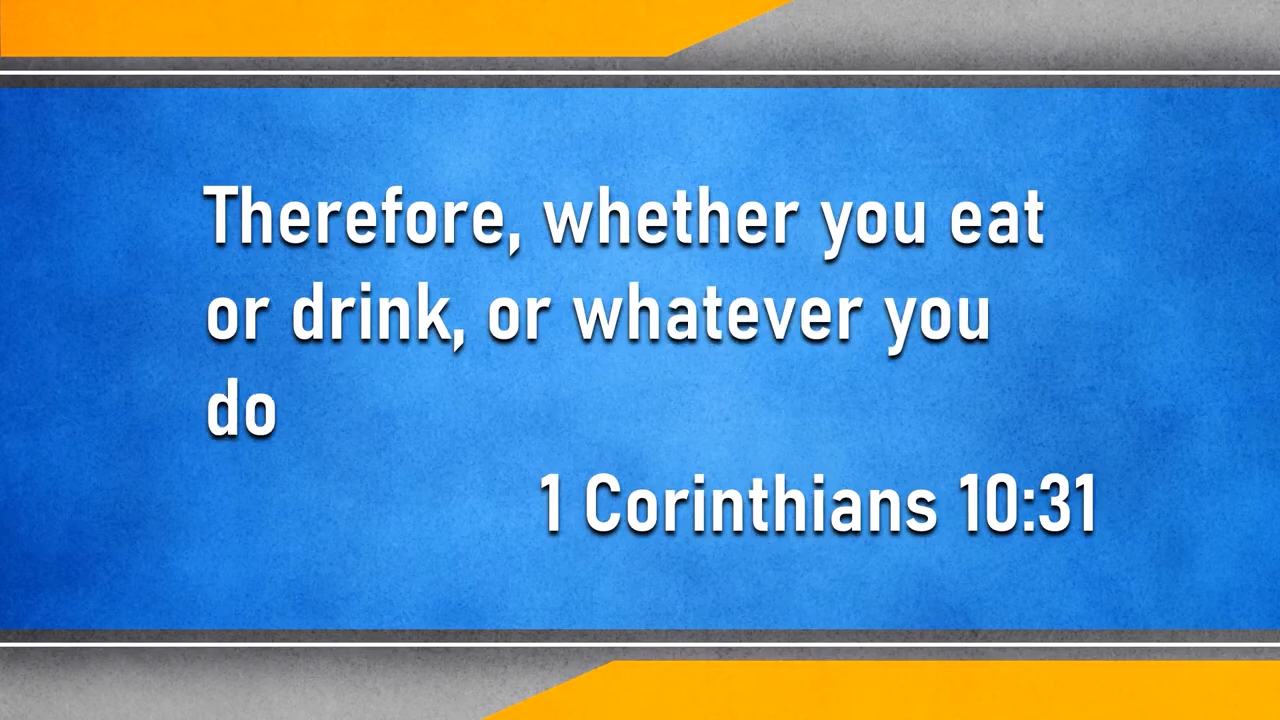 Therefore, whether you eat
or drink, or whatever you
do
1 Corinthians 10:31